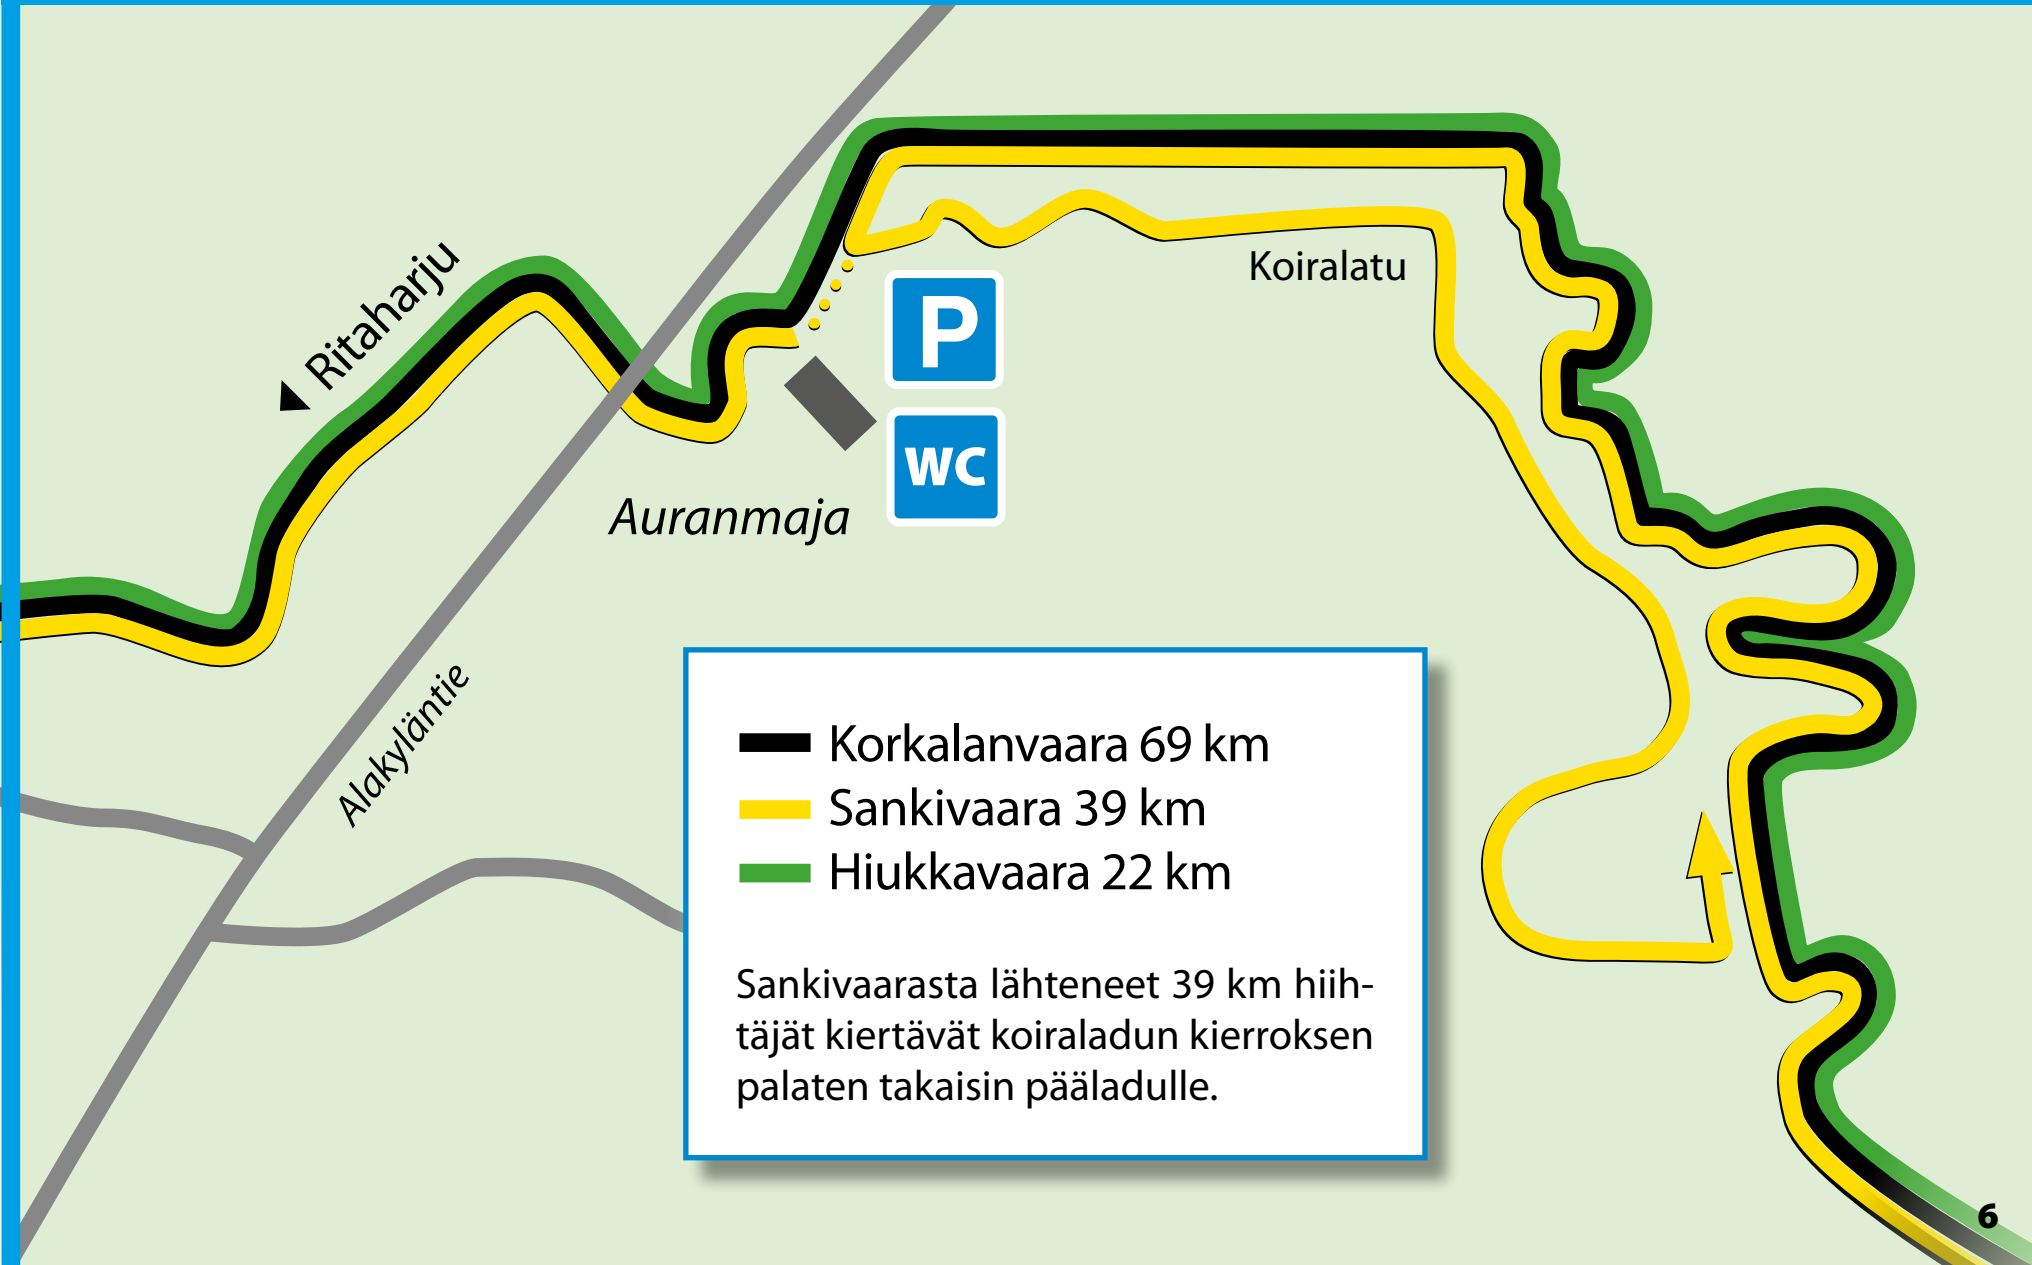 Ritaharju
Koiralatu
P
WC
Auranmaja
Alakyläntie
Korkalanvaara 69 km
Sankivaara 39 km
Hiukkavaara 22 km
Sankivaarasta lähteneet 39 km hiih-
täjät kiertävät koiraladun kierroksen
palaten takaisin pääladulle.
6